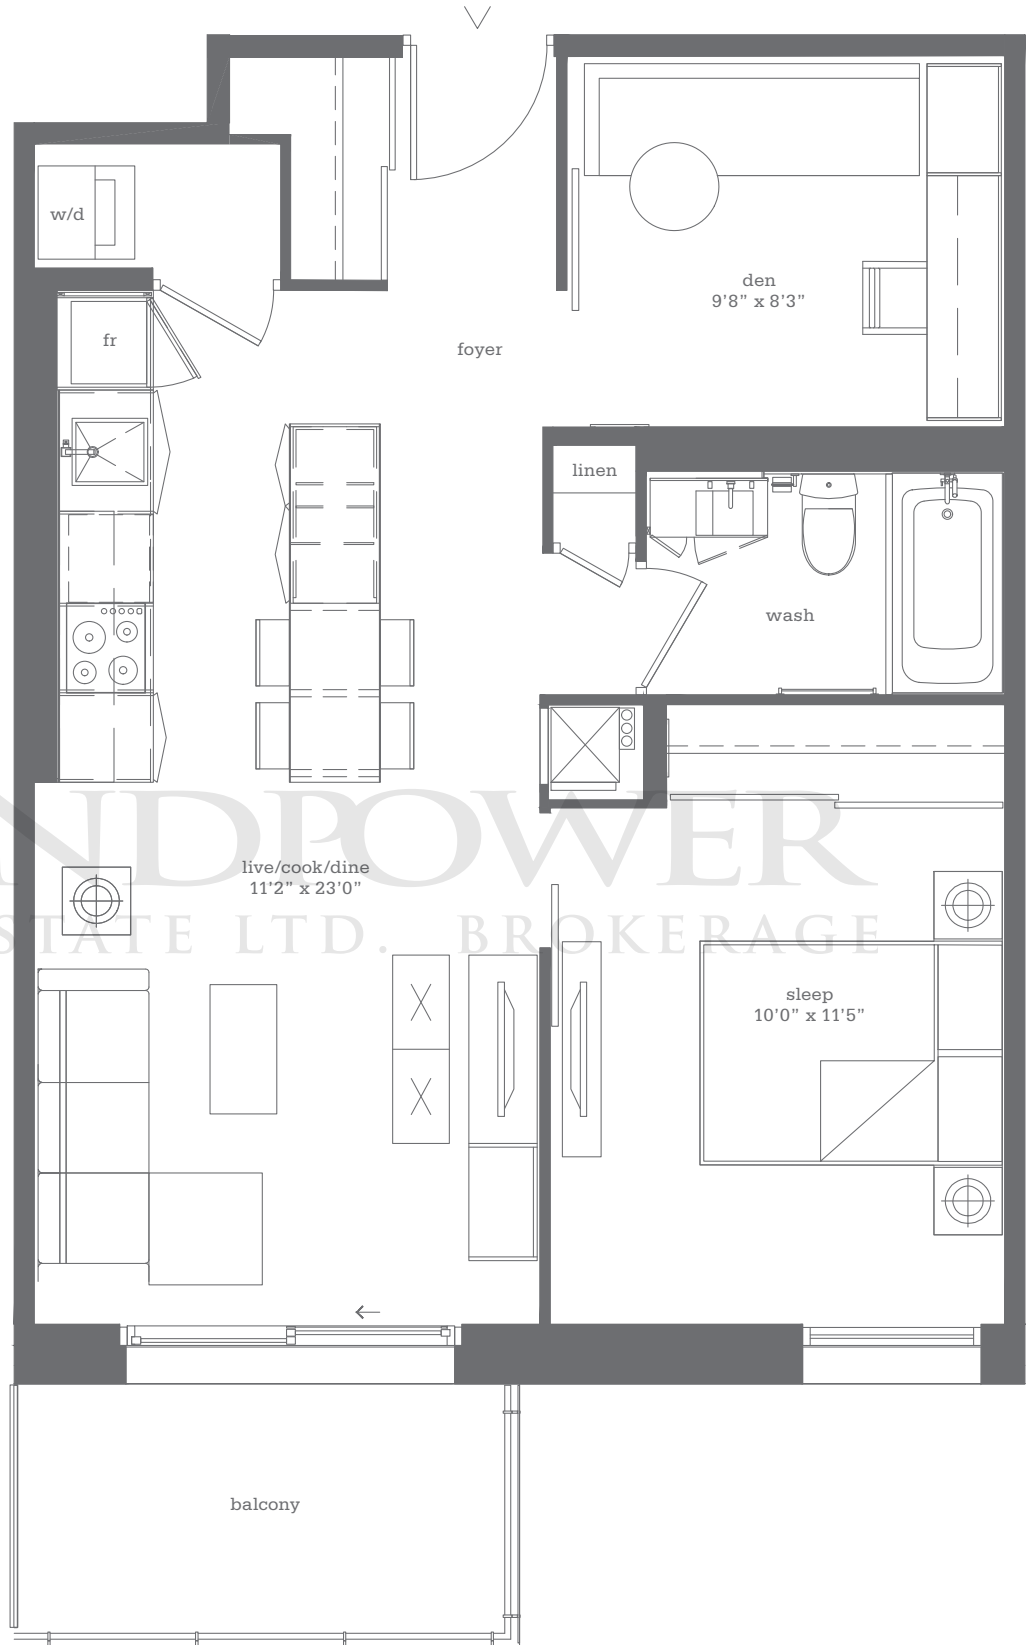 w/d
den
9'8" x 8'3"
fr
foyer
linen
wash
NDPOWER
live/cook/dine
11'2" x 23'0"
STATE LTD. BROKERAGE
sleep
10'0" x 11'5"
balcony